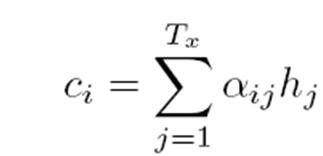 c_i = \sum_{j=1}^{T_x} \alpha_{ij} h_j